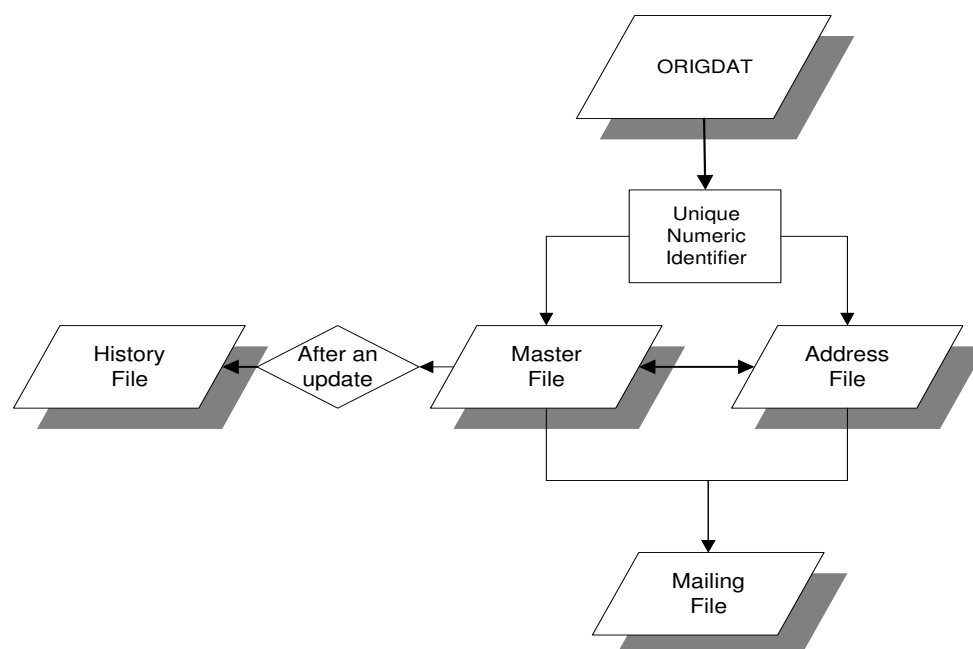 ORIGDAT
Unique
Numeric
Identifier
History
File
After an
update
Master
File
Address
File
Mailing
File